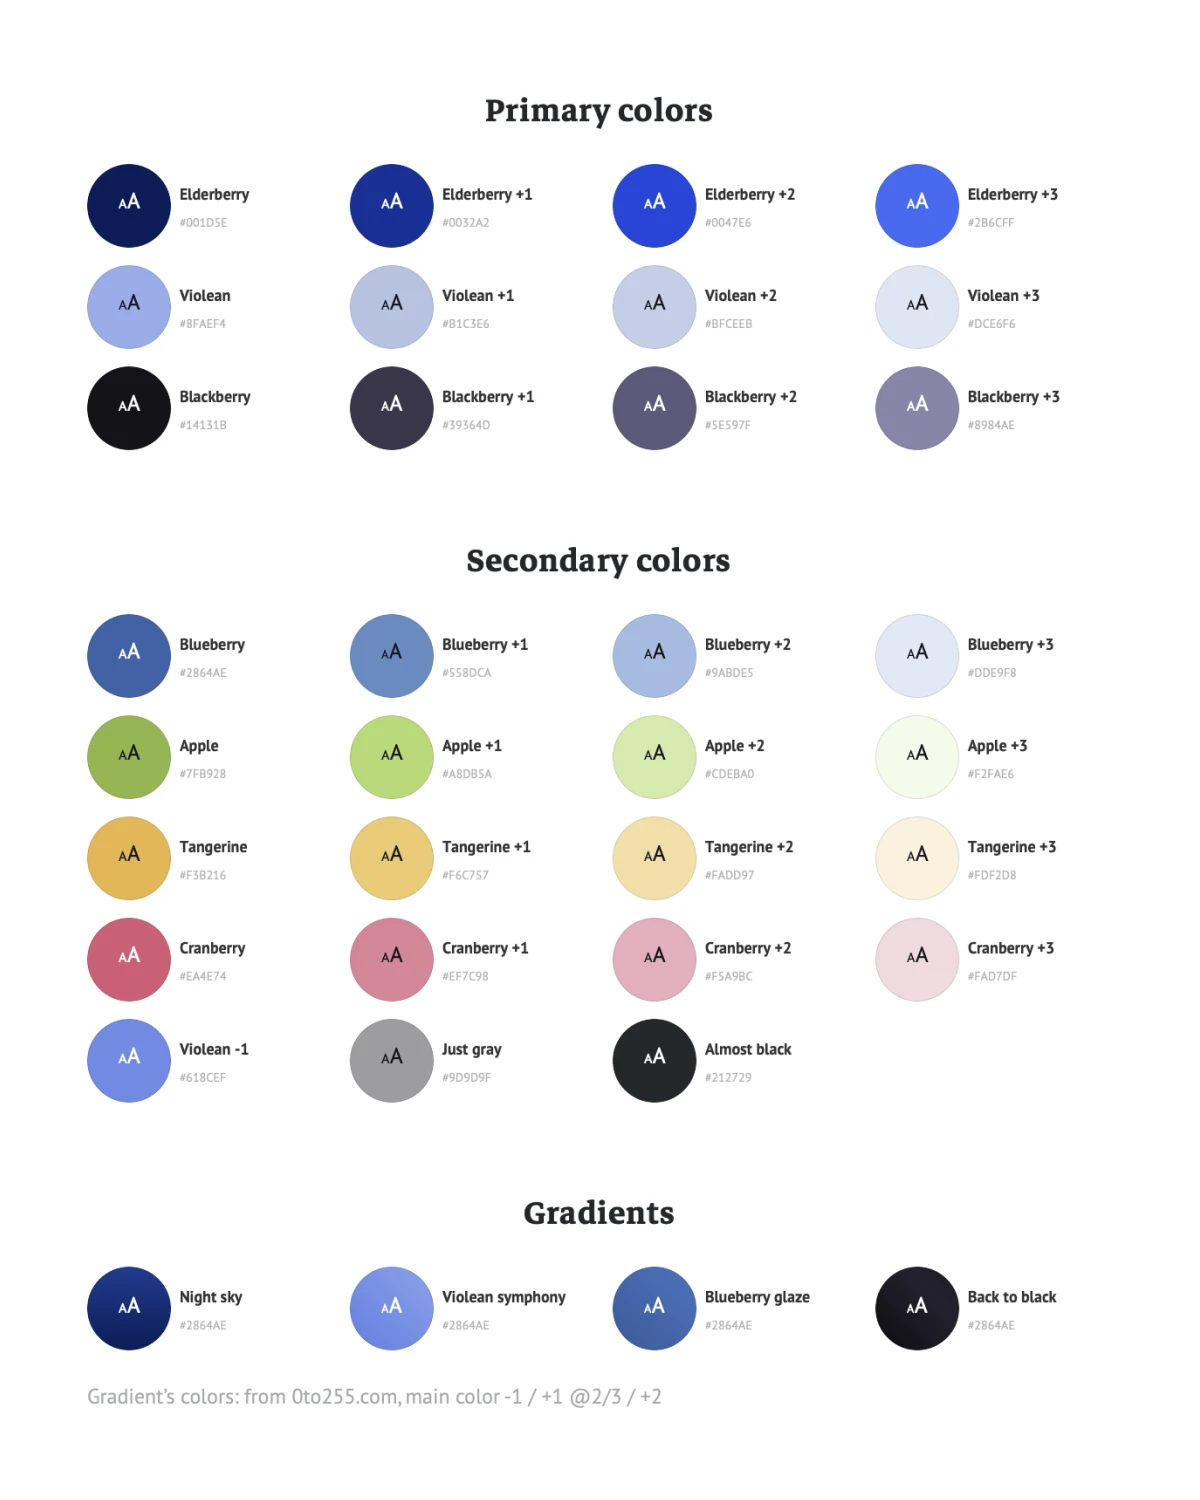 Primary colors
AA Elderberry AA Elderberry +1 AA Elderberry +2 AA Elderberry +3
#001D5E #0032A2 #0047E6 #2B6CFF
AA Violean AA Violean +1 AA Violean +2 AA Violean +3
#8FAEF4 #B1C3E6 #BFCEEB #DCE6F6
AA Blackberry AA Blackberry +1 AA Blackberry +2 AA Blackberry +3
#14131B #39364D #5E597F #8984AE
Secondary colors
AA Blueberry AA Blueberry +1 AA Blueberry +2 AA Blueberry +3
#2864AE #558DCA #9ABDE5 #DDE9F8
AA Apple AA Apple +1 AA Apple +2 AA Apple +3
#7FB928 #A8DB5A #CDEBA0 #F2FAE6
AA Tangerine AA Tangerine +1 AA Tangerine +2 AA Tangerine +3
#F3B216 #F6C757 #FADD97 #FDF2D8
AA Cranberry AA Cranberry +1 AA Cranberry +2 AA Cranberry +3
#EA4E74 #EF7C98 #F5A9BC #FAD7DF
AA Violean -1 AA Just gray AA Almost black
#618CEF #9D9D9F #212729
Gradients
AA Night sky AA Violean symphony AA Blueberry glaze AA Back to black
#2864AE #2864AE #2864AE #2864AE
Gradient's colors: from 0to255.com, main color -1 / +1 @2/3 / +2